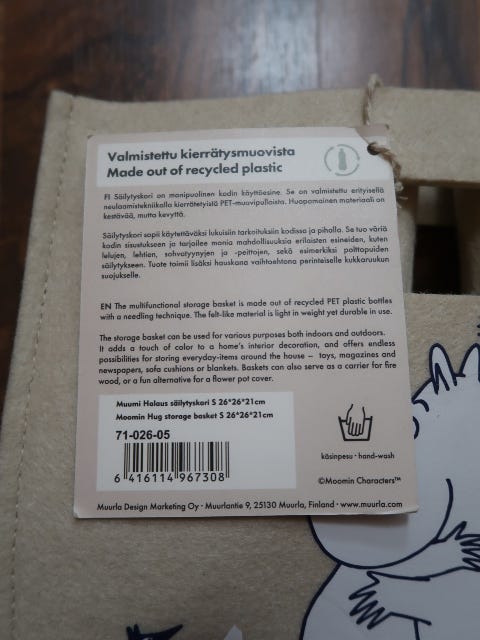 Valmistettu kierrätysmuovista
Made out of recycled plastic
FI Säilytyskori on monipuolinen kodin käyttöesine. Se on valmistettu erityisellä
neulaamistekniikalla kierrätetyistä PET-muovipulloista. Huopamainen materiaali on
kestävää, mutta kevyttä.
Säilytyskori sopii käytettäväksi lukuisiin tarkoituksiin kodissa ja pihalla. Se tuo väriä
kodin sisustukseen ja tarjoilee monia mahdollisuuksia erilaisten esineiden, kuten
lelujen, lehtien, sohvatyynyjen ja -peittojen, sekä esimerkiksi polttopuiden
säilytykseen. Tuote toimii lisäksi hauskana vaihtoehtona perinteiselle kukkaruukun
suojukselle.
EN The multifunctional storage basket is made out of recycled PET plastic bottles
with a needling technique. The felt-like material is light in weight yet durable in use.
The storage basket can be used for various purposes both indoors and outdoors.
It adds a touch of color to a home's interior decoration, and offers endless
possibilities for storing everyday-items around the house – toys, magazines and
newspapers, sofa cushions or blankets. Baskets can also serve as a carrier for fire
wood, or a fun alternative for a flower pot cover.
Muumi Halaus säilytyskori S 26*26*21cm
Moomin Hug storage basket S 26*26*21cm
71-026-05
6 416114 967308
käsinpesu · hand-wash
©Moomin Characters™
Muurla Design Marketing Oy · Muurlantie 9, 25130 Muurla, Finland · www.muurla.com